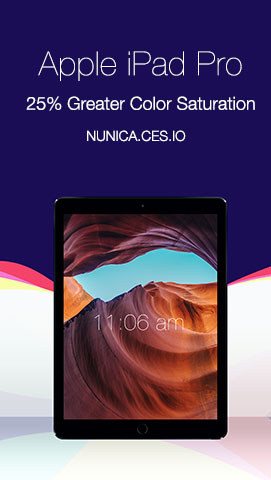 Apple iPad Pro
25% Greater Color Saturation
NUNICA.CES.IO
11:06 am